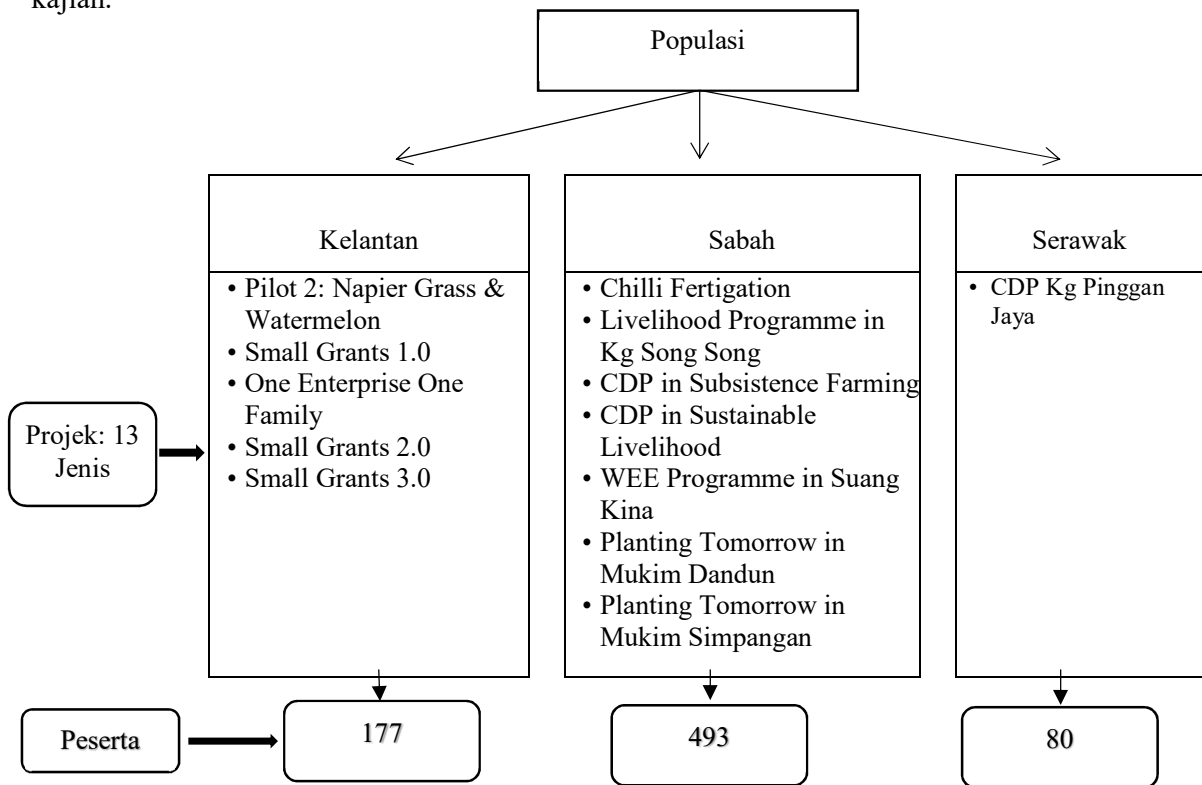 kajian.
Populasi
Kelantan
Sabah
Serawak
• Pilot 2: Napier Grass &
Watermelon
• Small Grants 1.0
• One Enterprise One
Family
• Small Grants 2.0
• Small Grants 3.0
• Chilli Fertigation
• Livelihood Programme in
Kg Song Song
• CDP in Subsistence Farming
• CDP in Sustainable
Livelihood
• WEE Programme in Suang
Kina
• Planting Tomorrow in
Mukim Dandun
• Planting Tomorrow in
Mukim Simpangan
• CDP Kg Pinggan
Jaya
Projek: 13
Jenis
Peserta
177
493
80